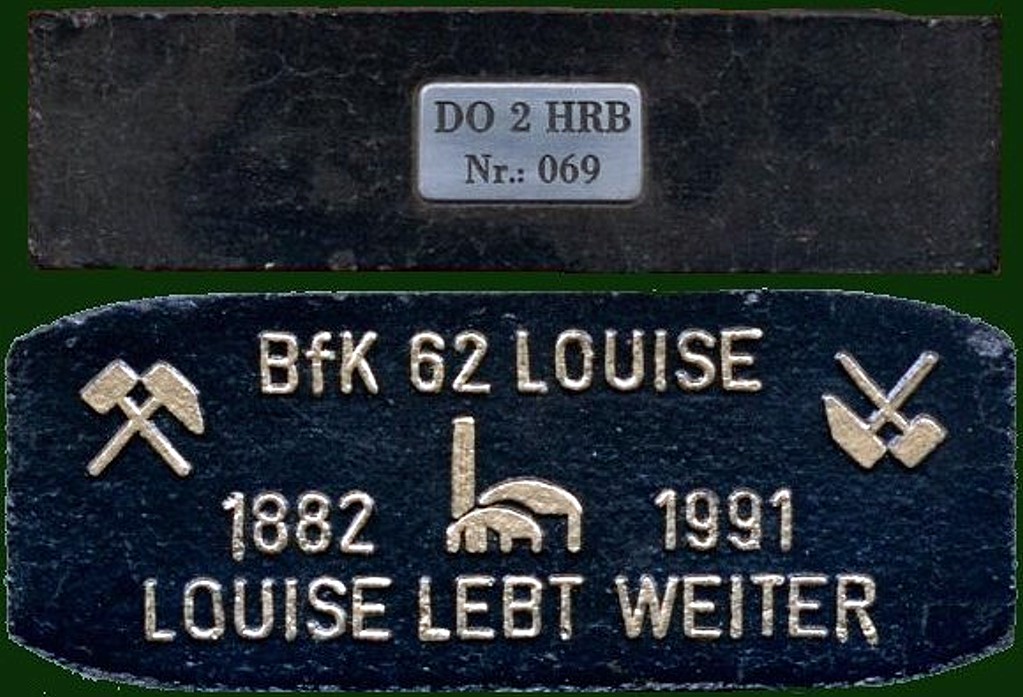 DO 2 HRB
Nr.: 069
BfK 62 LOUISE
1882 1991
LOUISE LEBT WEITER